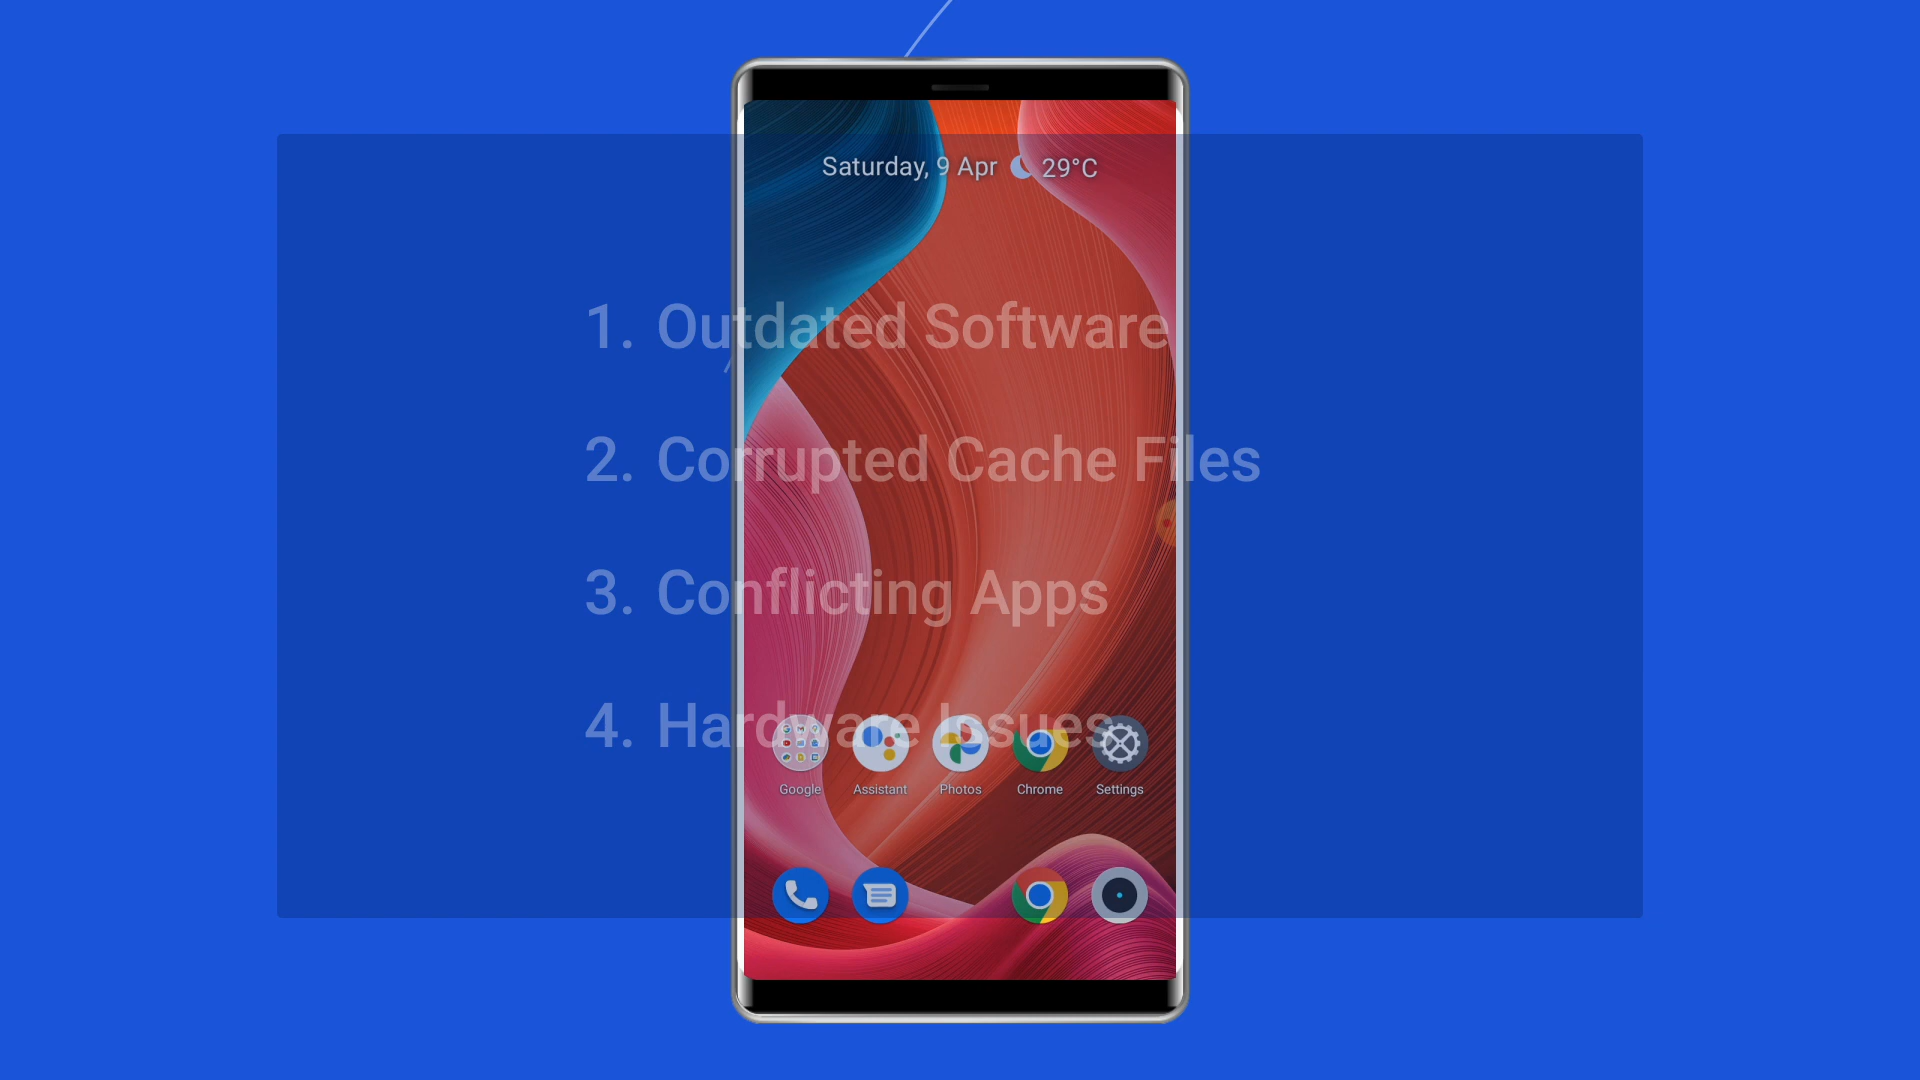 Saturday, 9 Apr 29°C
1. Outdated Software
2. Corrupted Cache Files
3. Conflicting Apps
4. Hardware Issues
Google Assistant Photos Chrome Settings